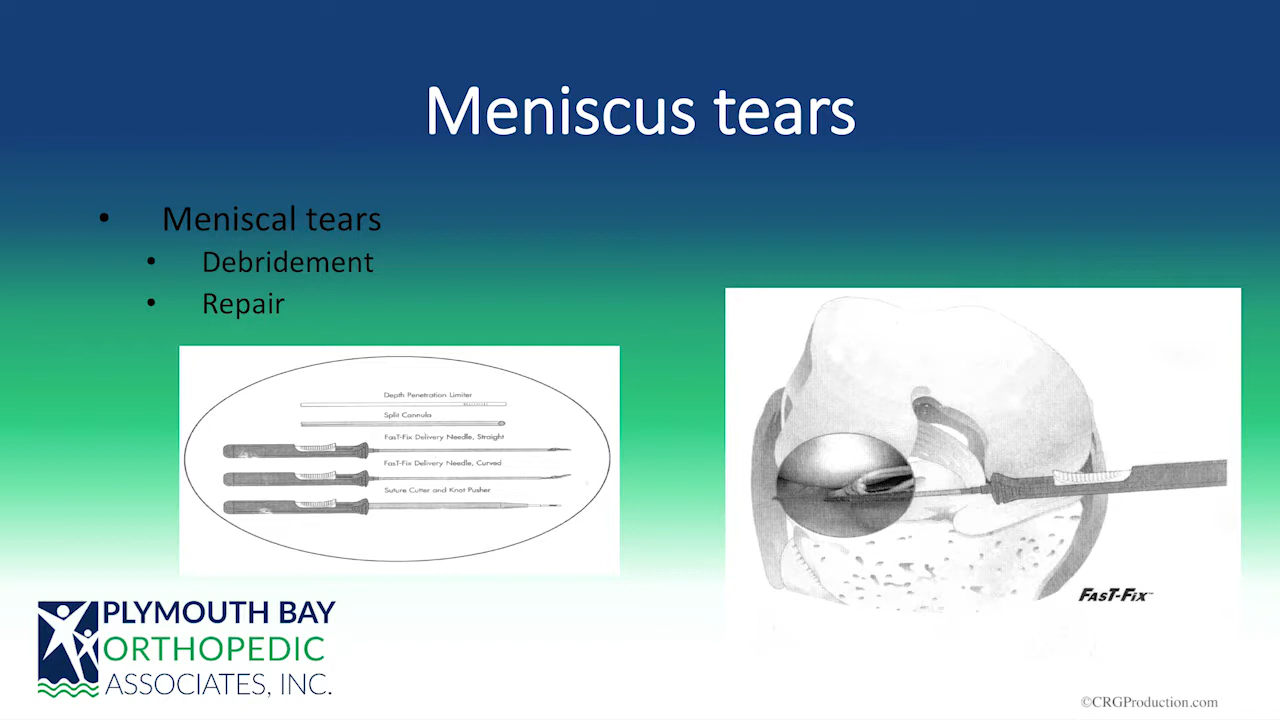 Meniscus tears
• Meniscal tears
• Debridement
• Repair
Depth Penetration Limiter
Split Cannula
FasT-Fix Delivery Needle, Straight
FasT-Fix Delivery Needle, Curved
Suture Cutter and Knot Pusher
FasT-Fix™
PLYMOUTH BAY
ORTHOPEDIC
ASSOCIATES, INC.
©CRGProduction.com